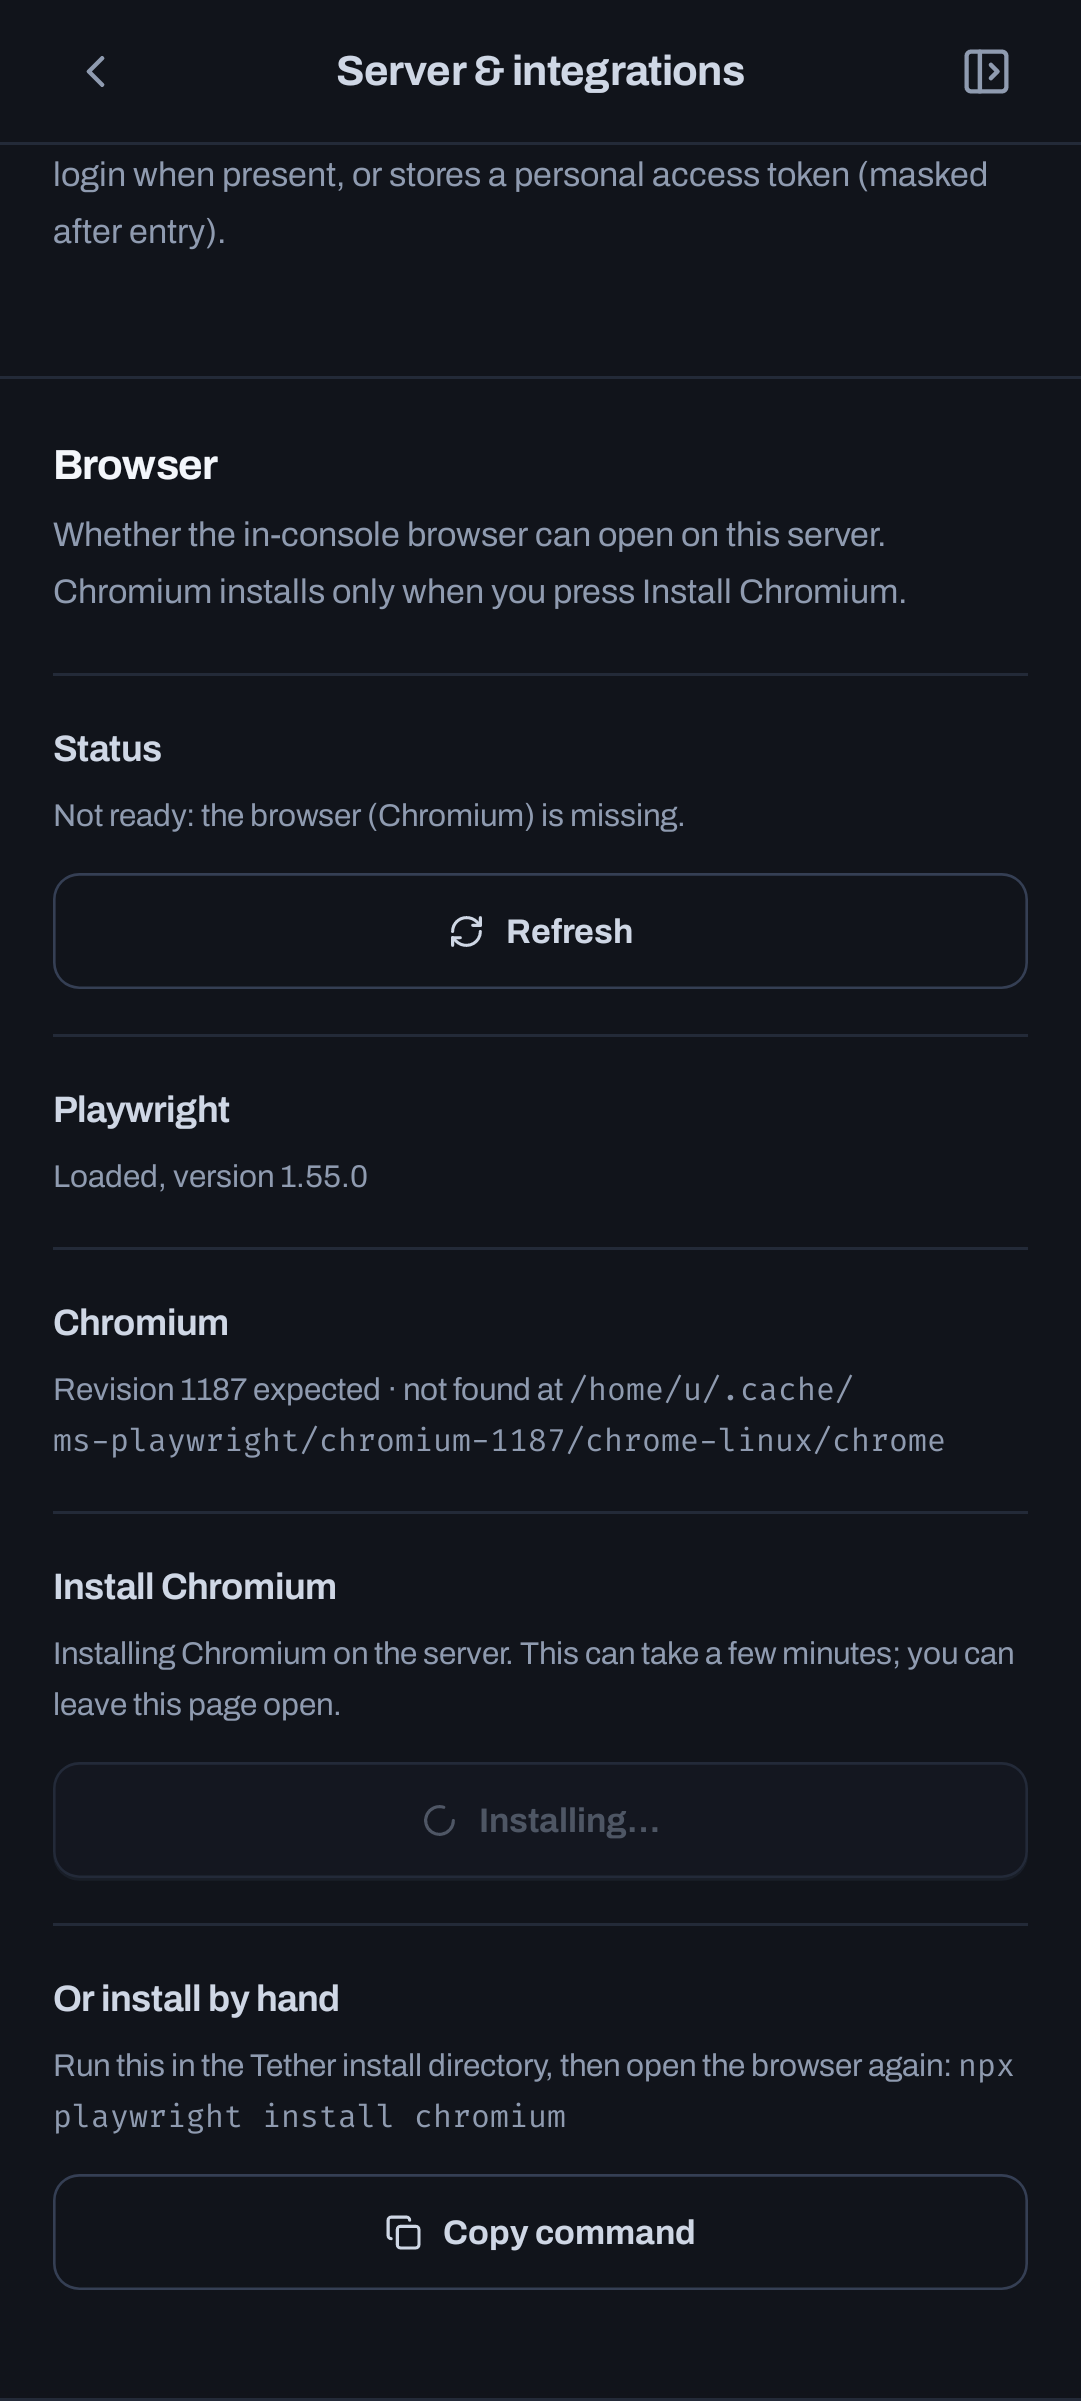 Server & integrations
login when present, or stores a personal access token (masked
after entry).
Browser
Whether the in-console browser can open on this server.
Chromium installs only when you press Install Chromium.
Status
Not ready: the browser (Chromium) is missing.
Refresh
Playwright
Loaded, version 1.55.0
Chromium
Revision 1187 expected · not found at /home/u/.cache/
ms-playwright/chromium-1187/chrome-linux/chrome
Install Chromium
Installing Chromium on the server. This can take a few minutes; you can
leave this page open.
Installing…
Or install by hand
Run this in the Tether install directory, then open the browser again: npx
playwright install chromium
Copy command